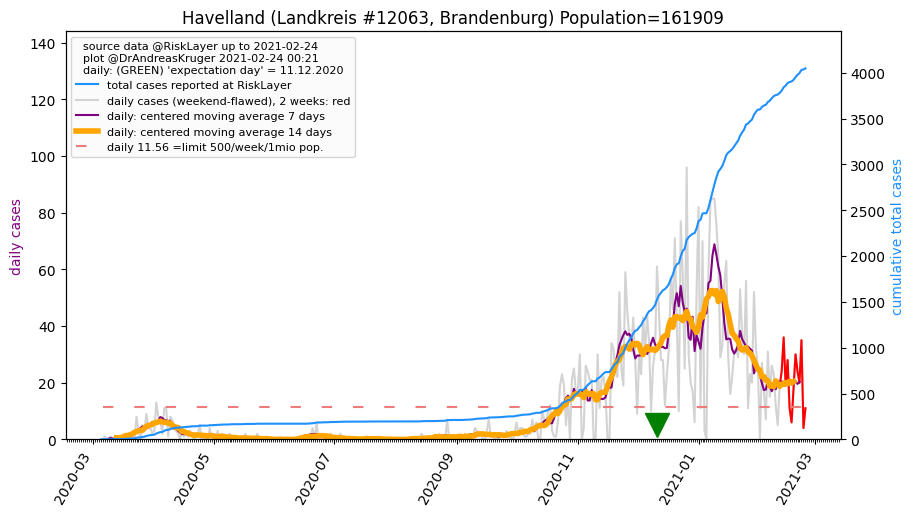 Havelland (Landkreis #12063, Brandenburg) Population=161909
source data @RiskLayer up to 2021-02-24
plot @DrAndreasKruger 2021-02-24 00:21
daily: (GREEN) 'expectation day' = 11.12.2020
total cases reported at RiskLayer
daily cases (weekend-flawed), 2 weeks: red
daily: centered moving average 7 days
daily: centered moving average 14 days
daily 11.56 =limit 500/week/1mio pop.
daily cases
140
120
100
80
60
40
20
0
cumulative total cases
4000
3500
3000
2500
2000
1500
1000
500
0
2020-03
2020-05
2020-07
2020-09
2020-11
2021-01
2021-03